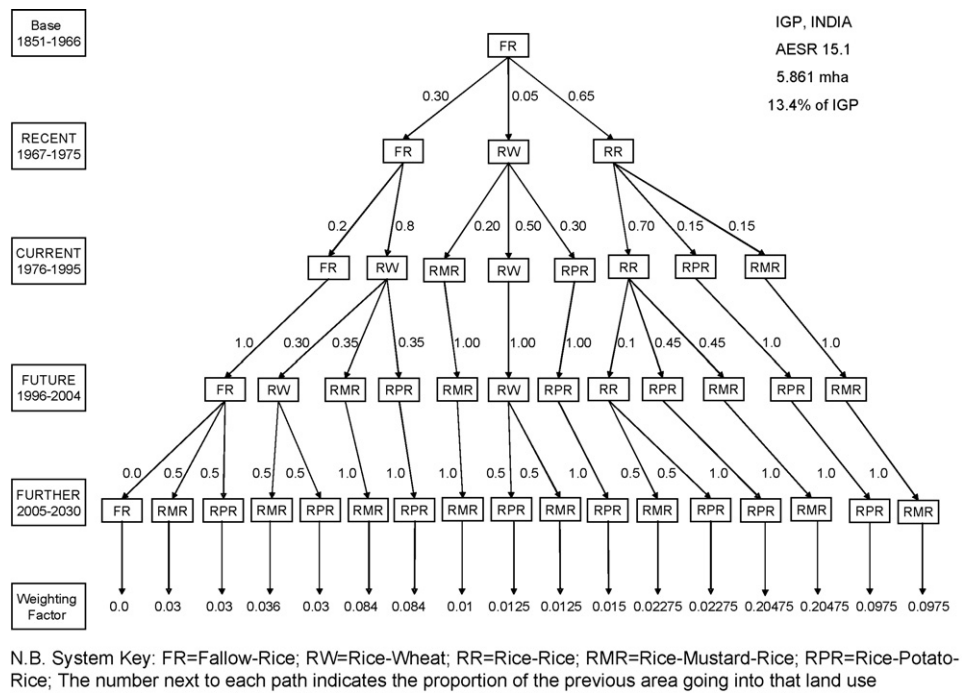 Base
1851-1966
IGP, INDIA
AESR 15.1
5.861 mha
13.4% of IGP
FR
0.30 0.05 0.65
RECENT
1967-1975
FR RW RR
0.2 0.8 0.20 0.50 0.30 0.70 0.15 0.15
CURRENT
1976-1995
FR RW RMR RW RPR RR RPR RMR
1.0 0.30 0.35 0.35 1.00 1.00 1.00 0.1 0.45 0.45 1.0 1.0
FUTURE
1996-2004
FR RW RMR RPR RMR RW RPR RR RPR RMR RPR RMR
0.0 0.5 0.5 0.5 0.5 1.0 1.0 1.0 0.5 0.5 1.0 0.5 0.5 1.0 1.0 1.0 1.0
FURTHER
2005-2030
FR RMR RPR RMR RPR RMR RPR RMR RPR RMR RPR RMR RPR RPR RMR RPR RMR
Weighting
Factor
0.0 0.03 0.03 0.036 0.03 0.084 0.084 0.01 0.0125 0.0125 0.015 0.02275 0.02275 0.20475 0.20475 0.0975 0.0975
N.B. System Key: FR=Fallow-Rice; RW=Rice-Wheat; RR=Rice-Rice; RMR=Rice-Mustard-Rice; RPR=Rice-Potato-
Rice; The number next to each path indicates the proportion of the previous area going into that land use